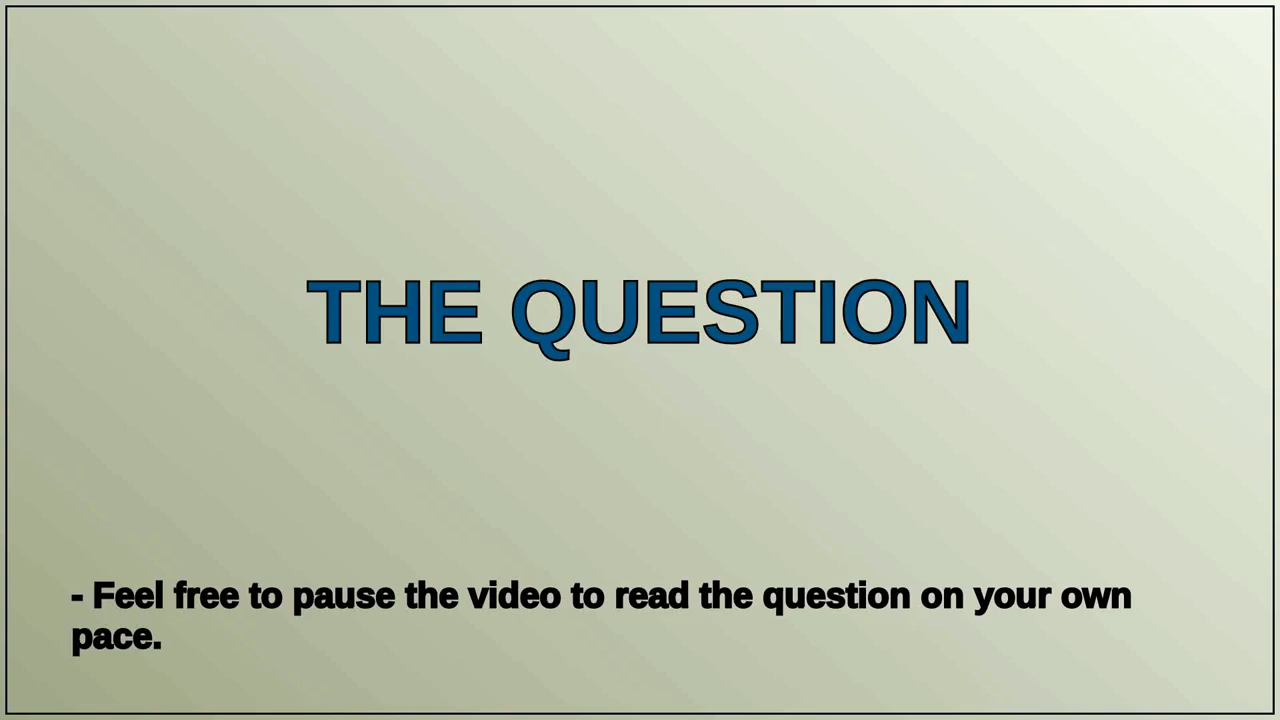 THE QUESTION
- Feel free to pause the video to read the question on your own
pace.